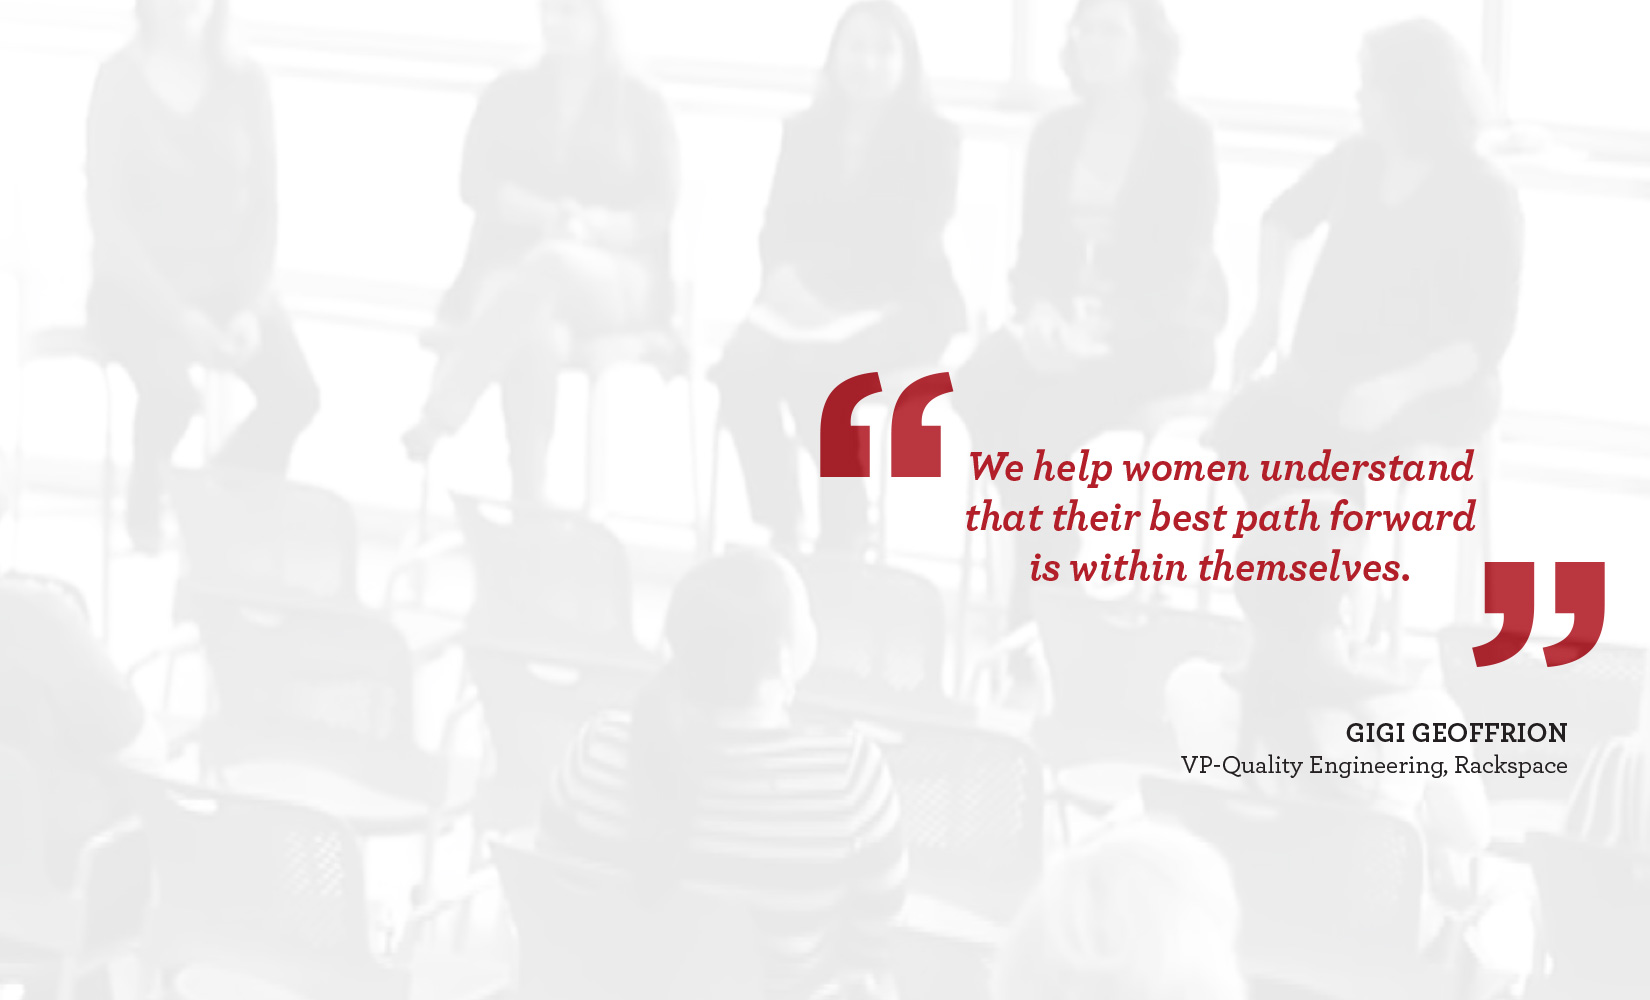 “We help women understand
that their best path forward
is within themselves.”
GIGI GEOFFRION
VP-Quality Engineering, Rackspace